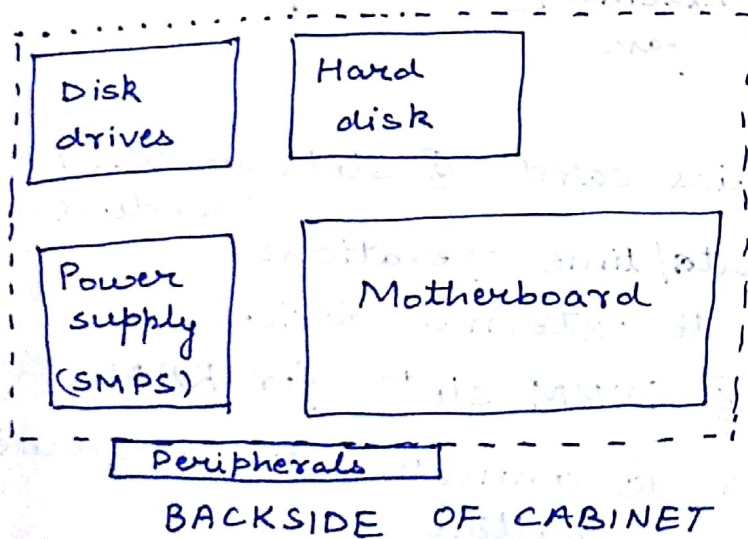 Disk
drives
Hard
disk
Power
supply
(SMPS)
Motherboard
Peripherals
BACKSIDE OF CABINET